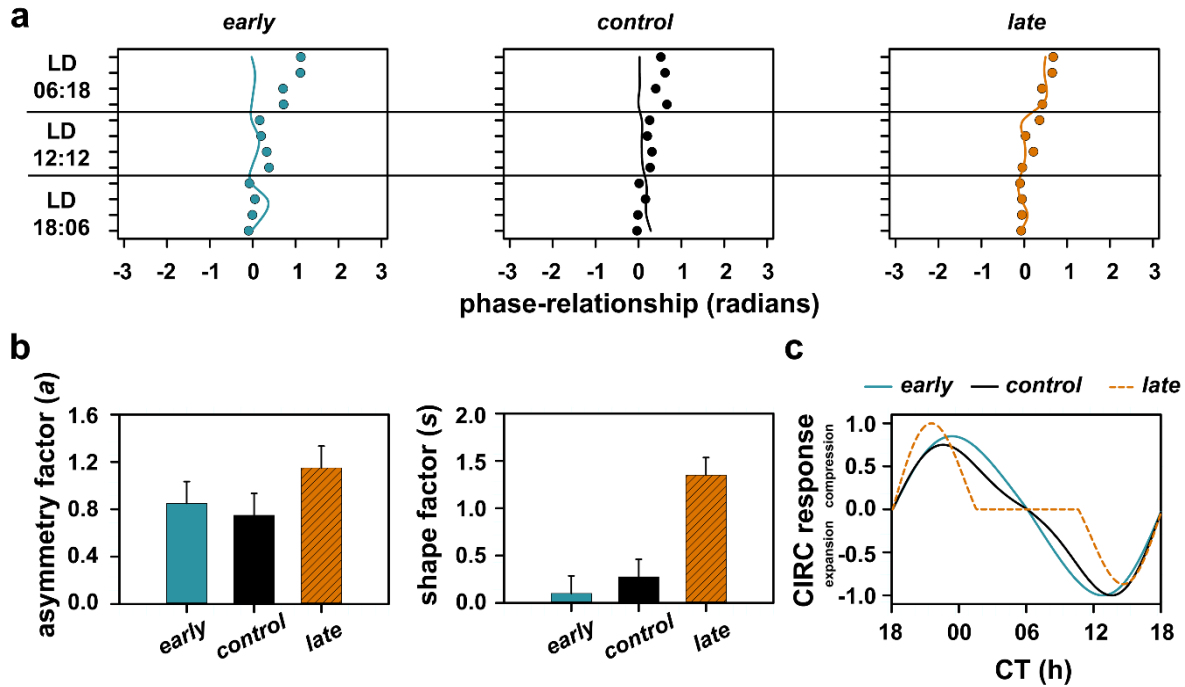 a
early control late
LD
06:18
LD
12:12
LD
18:06
-3 -2 -1 0 1 2 3 -3 -2 -1 0 1 2 3 -3 -2 -1 0 1 2 3
phase-relationship (radians)
b
asymmetry factor (a)
1.6
1.2
0.8
0.4
0.0
early control late
shape factor (s)
2.0
1.5
1.0
0.5
0.0
early control late
c
early control late
CIRC response
expansion compression
1.0
0.5
0.0
-0.5
-1.0
18 00 06 12 18
CT (h)